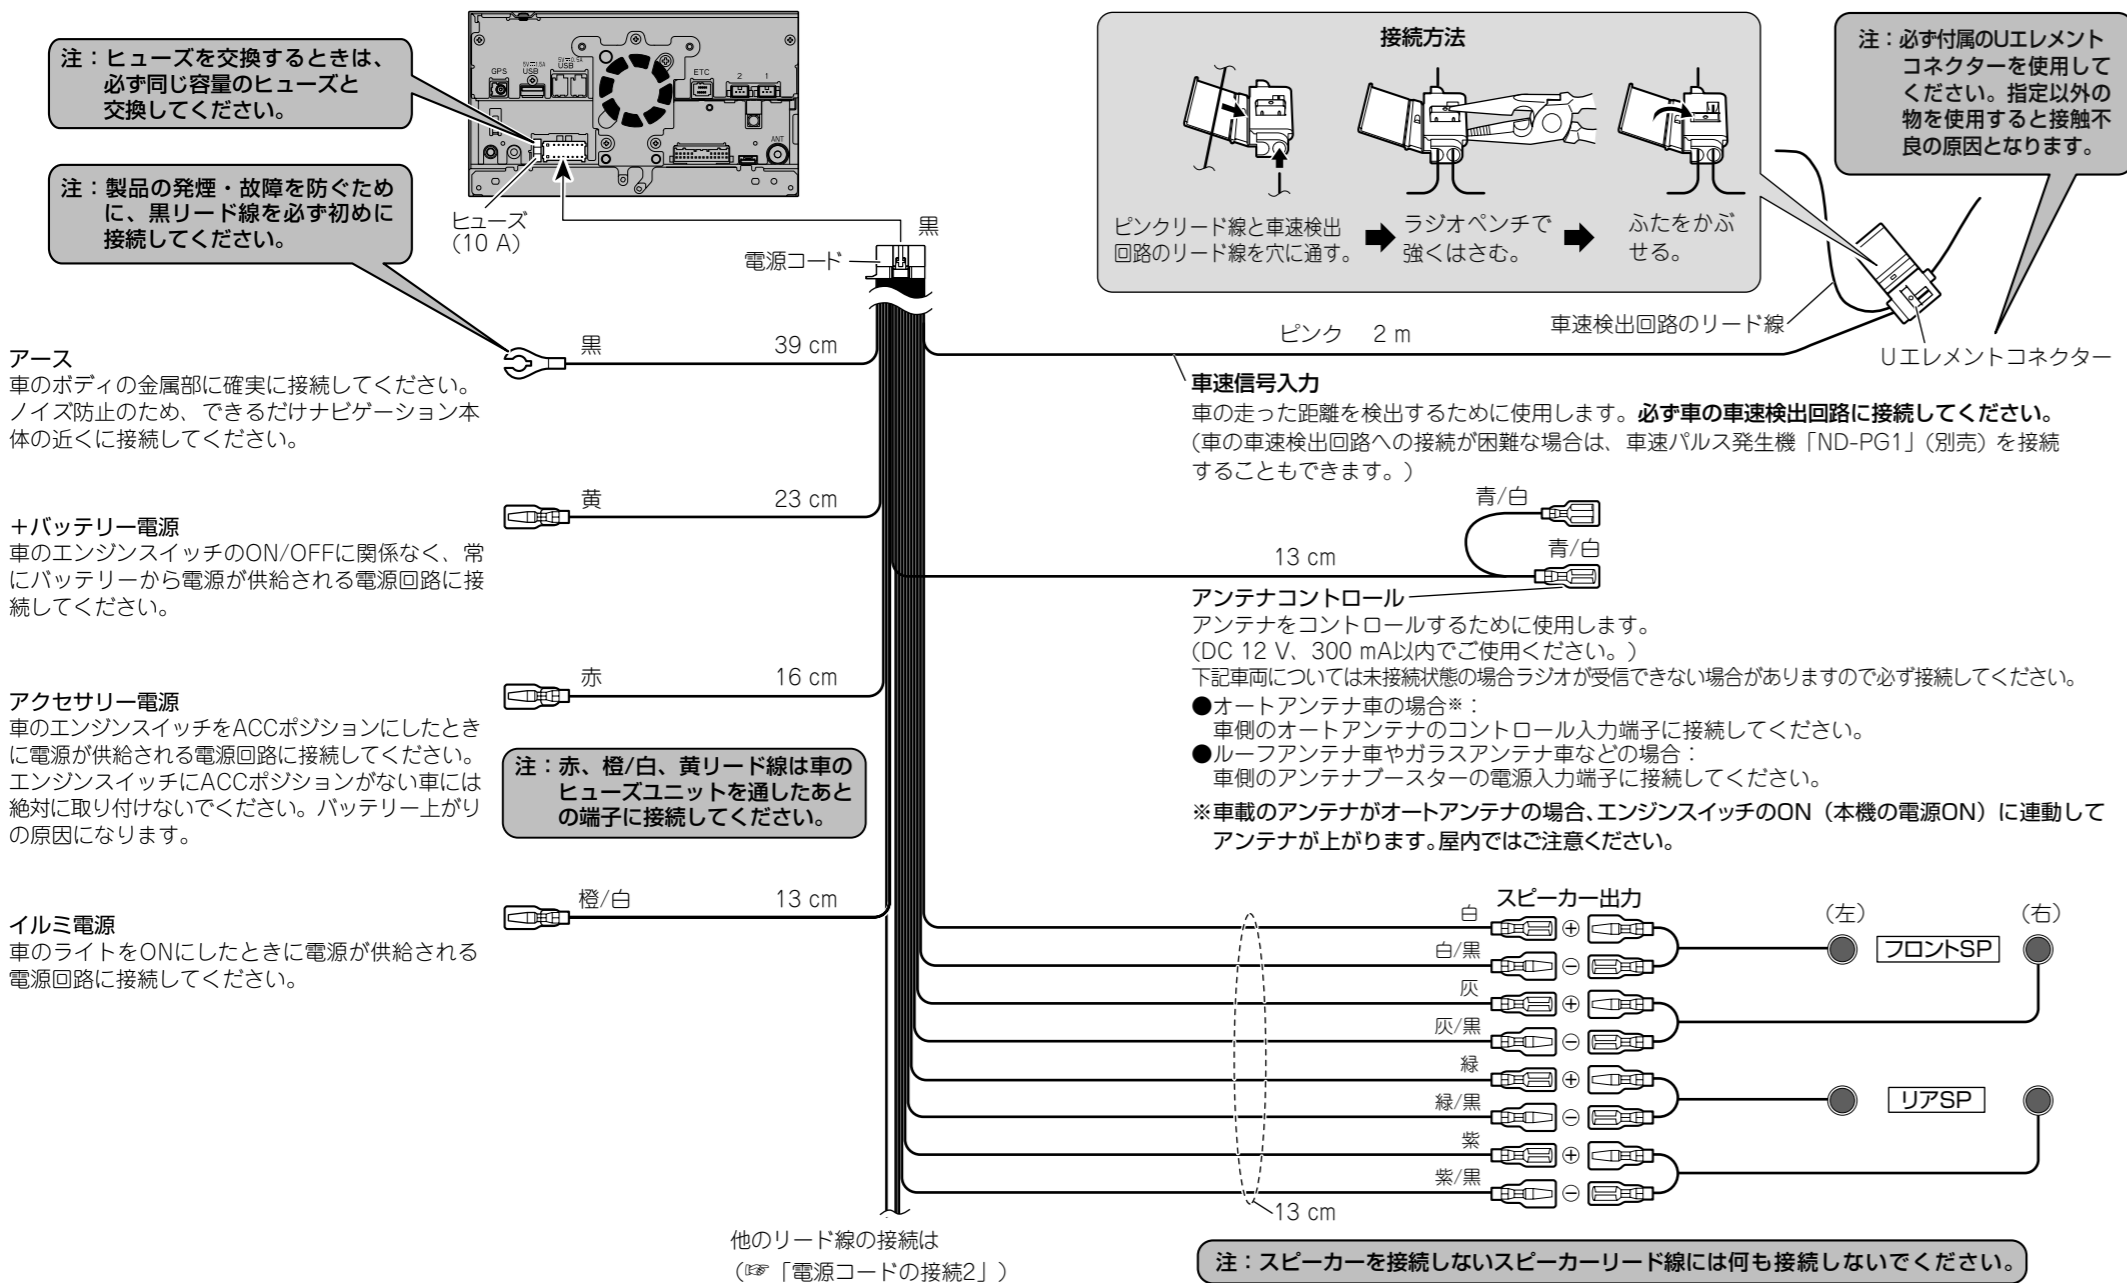 注：ヒューズを交換するときは、
必ず同じ容量のヒューズと
交換してください。
注：製品の発煙・故障を防ぐため
に、黒リード線を必ず初めに
接続してください。
GPS
5V⎓1.5A
USB
5V⎓0.5A
USB
ETC
2
1
ANT
ヒューズ
(10 A)
黒
電源コード
接続方法
ピンクリード線と車速検出
回路のリード線を穴に通す。
ラジオペンチで
強くはさむ。
ふたをかぶ
せる。
注：必ず付属のUエレメント
コネクターを使用して
ください。指定以外の
物を使用すると接触不
良の原因となります。
車速検出回路のリード線
Uエレメントコネクター
ピンク 2 m
車速信号入力
車の走った距離を検出するために使用します。必ず車の車速検出回路に接続してください。
(車の車速検出回路への接続が困難な場合は、車速パルス発生機「ND-PG1」(別売) を接続
することもできます。)
黒 39 cm
アース
車のボディの金属部に確実に接続してください。
ノイズ防止のため、できるだけナビゲーション本
体の近くに接続してください。
黄 23 cm
＋バッテリー電源
車のエンジンスイッチのON/OFFに関係なく、常
にバッテリーから電源が供給される電源回路に接
続してください。
赤 16 cm
アクセサリー電源
車のエンジンスイッチをACCポジションにしたとき
に電源が供給される電源回路に接続してください。
エンジンスイッチにACCポジションがない車には
絶対に取り付けないでください。バッテリー上がり
の原因になります。
注：赤、橙/白、黄リード線は車の
ヒューズユニットを通したあと
の端子に接続してください。
橙/白 13 cm
イルミ電源
車のライトをONにしたときに電源が供給される
電源回路に接続してください。
青/白
青/白
13 cm
アンテナコントロール
アンテナをコントロールするために使用します。
(DC 12 V、300 mA以内でご使用ください。)
下記車両については未接続状態の場合ラジオが受信できない場合がありますので必ず接続してください。
●オートアンテナ車の場合※：
車側のオートアンテナのコントロール入力端子に接続してください。
●ルーフアンテナ車やガラスアンテナ車などの場合：
車側のアンテナブースターの電源入力端子に接続してください。
※車載のアンテナがオートアンテナの場合、エンジンスイッチのON（本機の電源ON）に連動して
アンテナが上がります。屋内ではご注意ください。
スピーカー出力
(左)
(右)
白 ⊕
フロントSP
白/黒 ⊖
灰 ⊕
灰/黒 ⊖
緑 ⊕
リアSP
緑/黒 ⊖
紫 ⊕
紫/黒 ⊖
13 cm
他のリード線の接続は
(☞「電源コードの接続2」)
注：スピーカーを接続しないスピーカーリード線には何も接続しないでください。